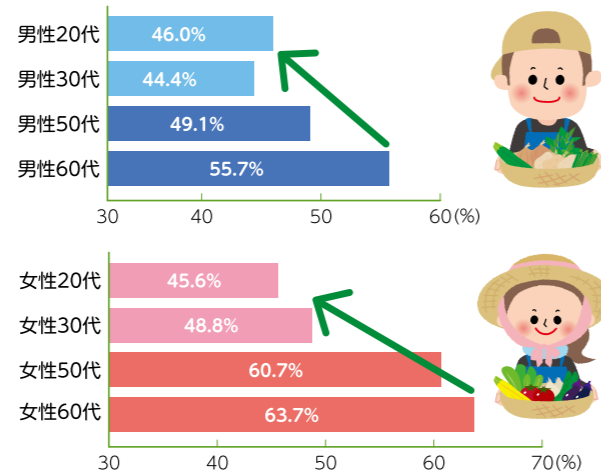 男性20代 46.0%
男性30代 44.4%
男性50代 49.1%
男性60代 55.7%
30 40 50 60(%)
女性20代 45.6%
女性30代 48.8%
女性50代 60.7%
女性60代 63.7%
30 40 50 60 70(%)